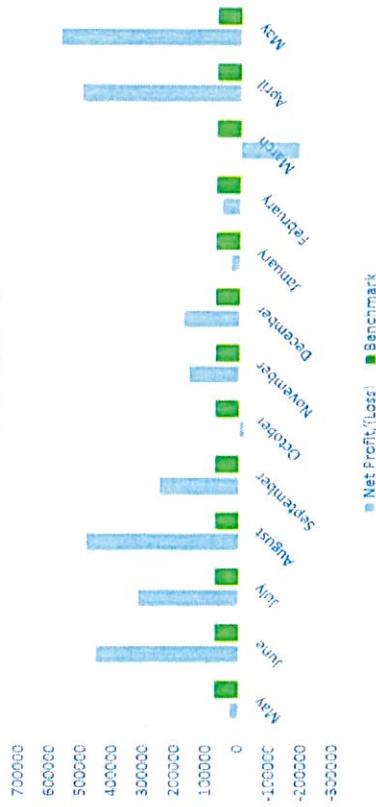 700000
600000
500000
400000
300000
200000
100000
0
-100000
-200000
-300000
May
June
July
August
September
October
November
December
January
February
March
April
May
Net Profit/(Loss) Benchmark